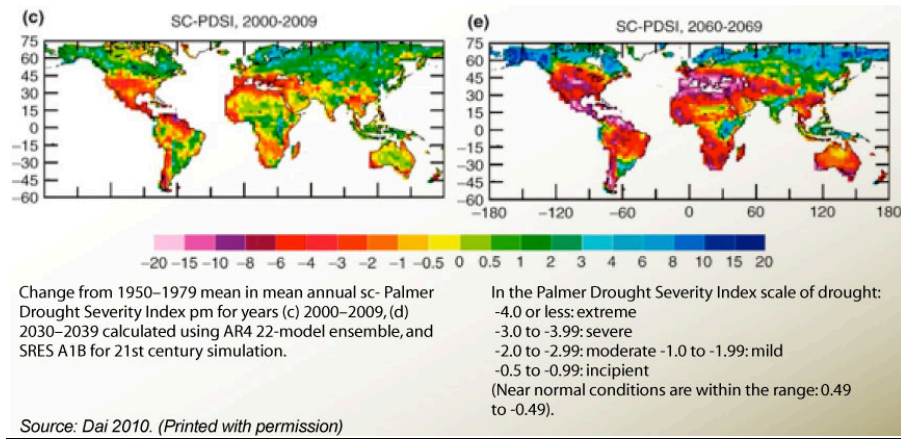 (c)
SC-PDSI, 2000-2009
75
60
45
30
15
0
−15
−30
−45
−60
(e)
SC-PDSI, 2060-2069
75
60
45
30
15
0
−15
−30
−45
−60
−180 −120 −60 0 60 120 180
−20 −15 −10 −8 −6 −4 −3 −2 −1 −0.5 0 0.5 1 2 3 4 6 8 10 15 20
Change from 1950–1979 mean in mean annual sc- Palmer
Drought Severity Index pm for years (c) 2000–2009, (d)
2030–2039 calculated using AR4 22-model ensemble, and
SRES A1B for 21st century simulation.
In the Palmer Drought Severity Index scale of drought:
-4.0 or less: extreme
-3.0 to -3.99: severe
-2.0 to -2.99: moderate -1.0 to -1.99: mild
-0.5 to -0.99: incipient
(Near normal conditions are within the range: 0.49
to -0.49).
Source: Dai 2010. (Printed with permission)